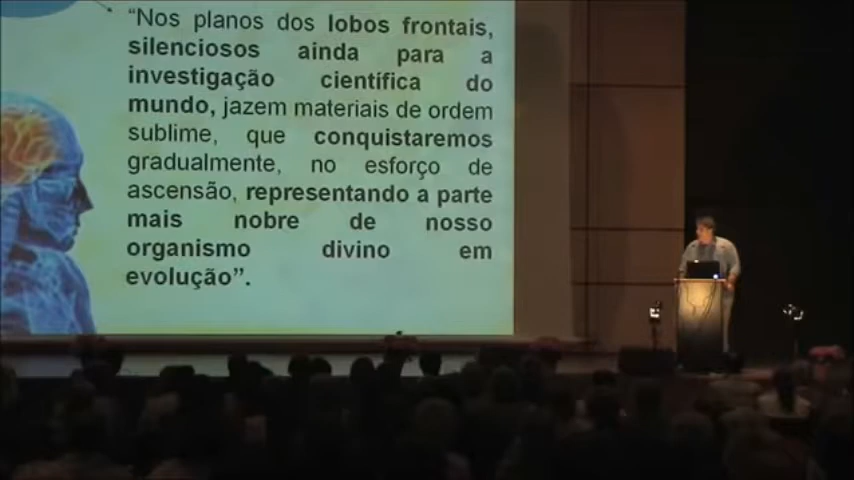 “Nos planos dos lobos frontais,
silenciosos ainda para a
investigação científica do
mundo, jazem materiais de ordem
sublime, que conquistaremos
gradualmente, no esforço de
ascensão, representando a parte
mais nobre de nosso
organismo divino em
evolução”.